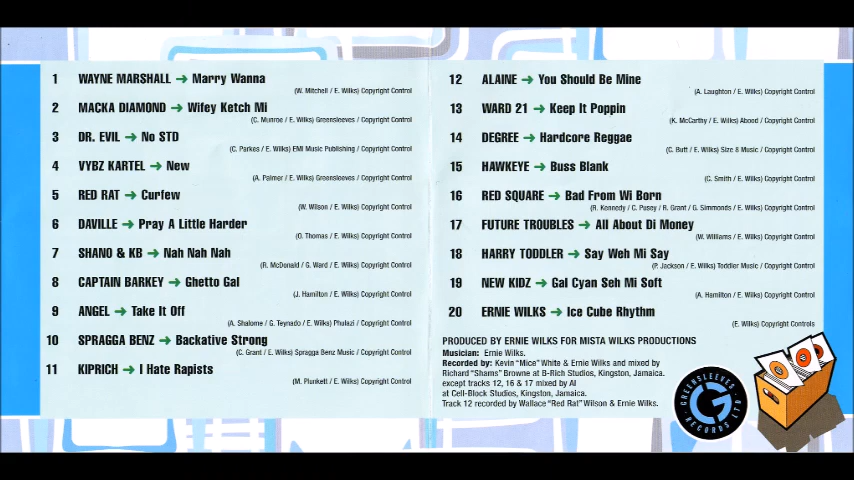 1 WAYNE MARSHALL → Marry Wanna
(W. Mitchell / E. Wilks) Copyright Control
2 MACKA DIAMOND → Wifey Ketch Mi
(C. Munroe / E. Wilks) Greensleeves / Copyright Control
3 DR. EVIL → No STD
(C. Parkes / E. Wilks) EMI Music Publishing / Copyright Control
4 VYBZ KARTEL → New
(A. Palmer / E. Wilks) Greensleeves / Copyright Control
5 RED RAT → Curfew
(W. Wilson / E. Wilks) Copyright Control
6 DAVILLE → Pray A Little Harder
(O. Thomas / E. Wilks) Copyright Control
7 SHANO & KB → Nah Nah Nah
(R. McDonald / G. Ward / E. Wilks) Copyright Control
8 CAPTAIN BARKEY → Ghetto Gal
(J. Hamilton / E. Wilks) Copyright Control
9 ANGEL → Take It Off
(A. Shalome / G. Teynado / E. Wilks) Phulazi / Copyright Control
10 SPRAGGA BENZ → Backative Strong
(C. Grant / E. Wilks) Spragga Benz Music / Copyright Control
11 KIPRICH → I Hate Rapists
(M. Plunkett / E. Wilks) Copyright Control
12 ALAINE → You Should Be Mine
(A. Laughton / E. Wilks) Copyright Control
13 WARD 21 → Keep It Poppin
(K. McCarthy / E. Wilks) Abood / Copyright Control
14 DEGREE → Hardcore Reggae
(C. Butt / E. Wilks) Size 8 Music / Copyright Control
15 HAWKEYE → Buss Blank
(C. Smith / E. Wilks) Copyright Control
16 RED SQUARE → Bad From Wi Born
(R. Kennedy / C. Pusey / R. Grant / G. Simmonds / E. Wilks) Copyright Control
17 FUTURE TROUBLES → All About Di Money
(W. Williams / E. Wilks) Copyright Control
18 HARRY TODDLER → Say Weh Mi Say
(P. Jackson / E. Wilks) Toddler Music / Copyright Control
19 NEW KIDZ → Gal Cyan Seh Mi Soft
(A. Hamilton / E. Wilks) Copyright Control
20 ERNIE WILKS → Ice Cube Rhythm
(E. Wilks) Copyright Controls
PRODUCED BY ERNIE WILKS FOR MISTA WILKS PRODUCTIONS
Musician: Ernie Wilks.
Recorded by: Kevin "Mice" White & Ernie Wilks and mixed by
Richard "Shams" Browne at B-Rich Studios, Kingston, Jamaica.
except tracks 12, 16 & 17 mixed by Al
at Cell-Block Studios, Kingston, Jamaica.
Track 12 recorded by Wallace "Red Rat" Wilson & Ernie Wilks.
GREENSLEEVES RECORDS LTD